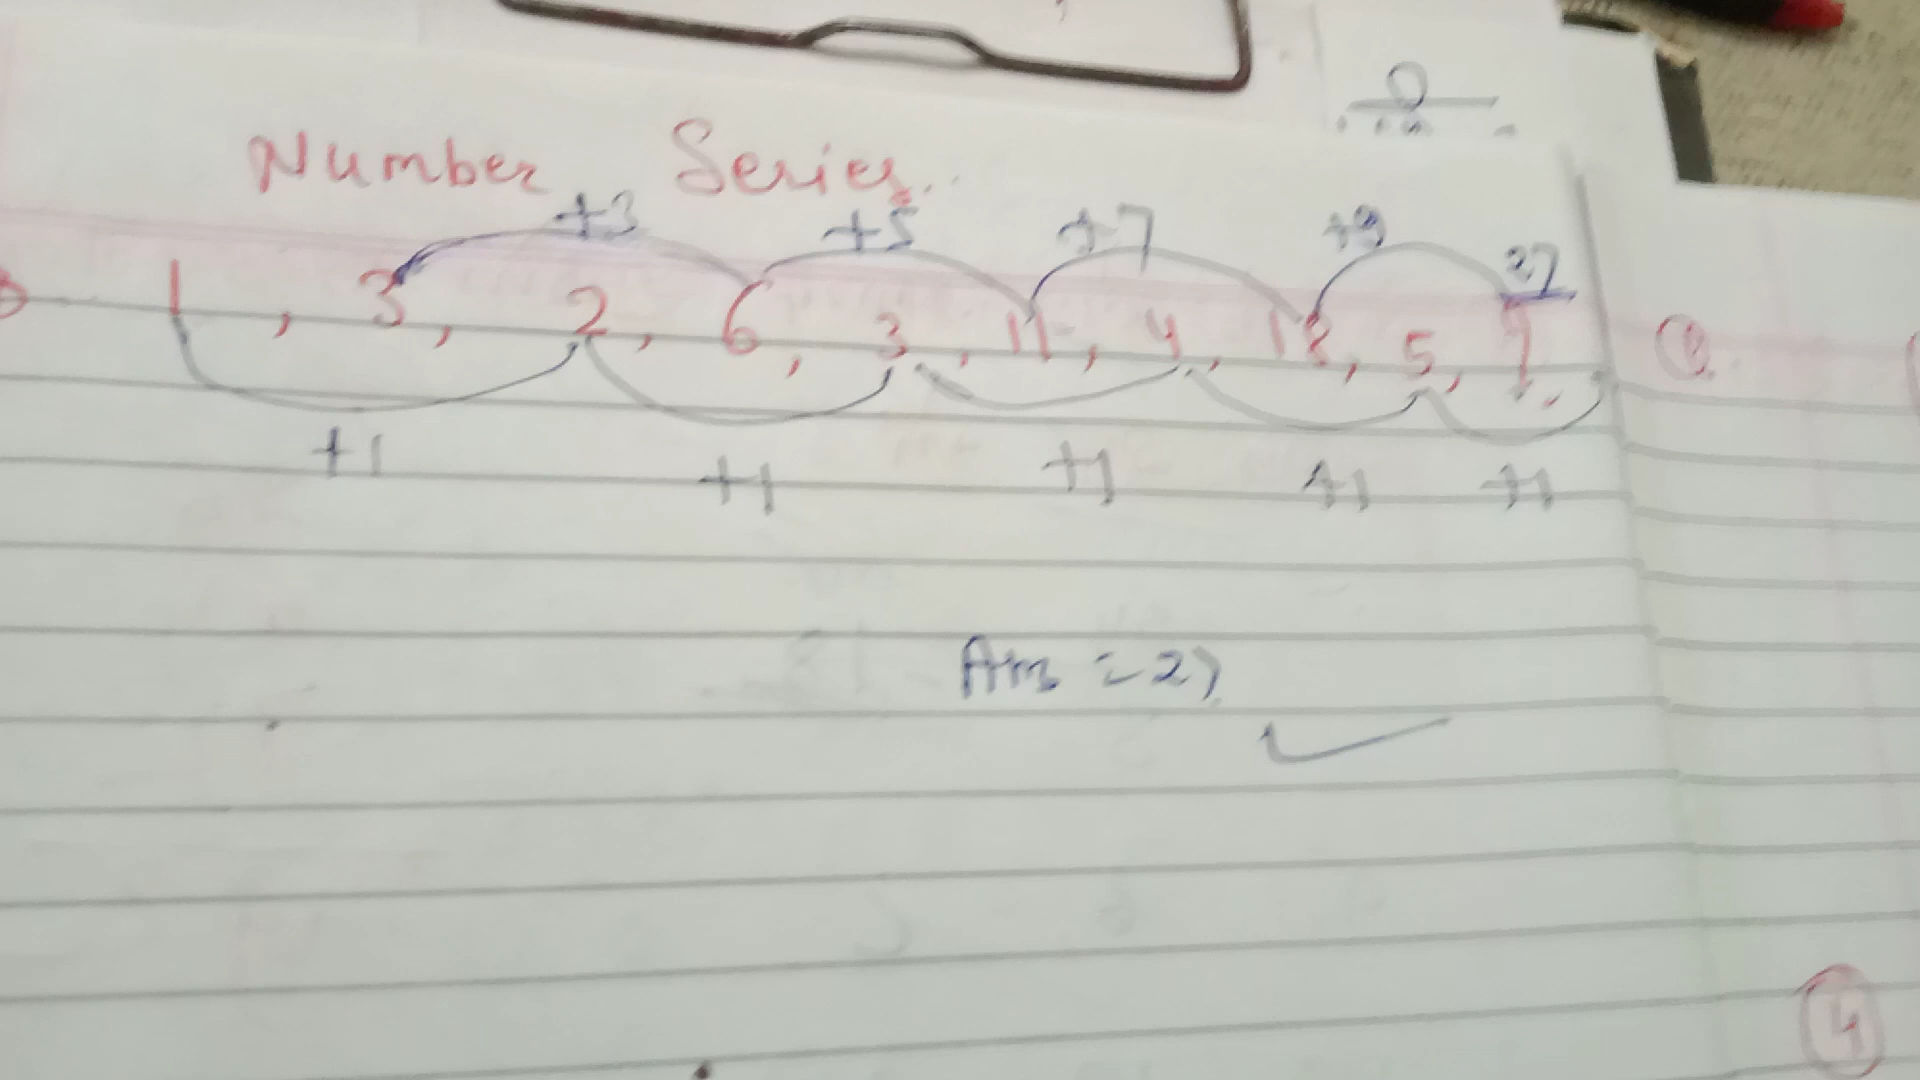 Number Series..
+3 +5 +7 +9 27
1, 3, 2, 6, 3, 11, 4, 18, 5, ?.
+1 +1 +1 +1 +1
Ans = 27
4